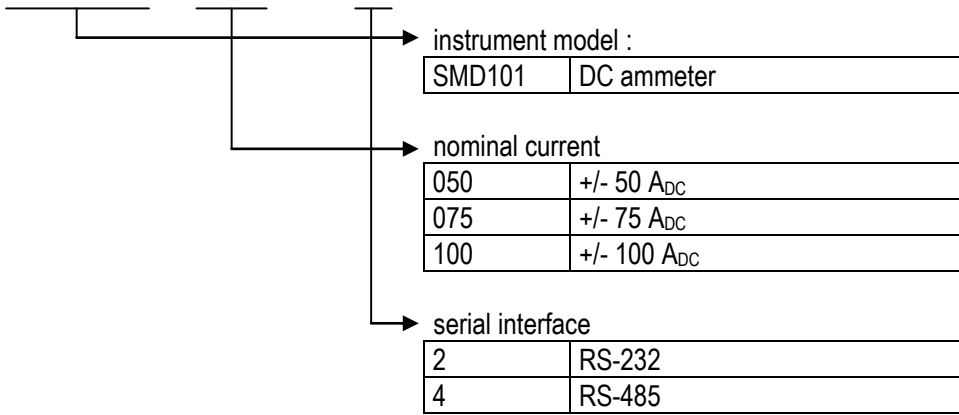 instrument model :
SMD101 DC ammeter
nominal current
050 +/- 50 ADC
075 +/- 75 ADC
100 +/- 100 ADC
serial interface
2 RS-232
4 RS-485